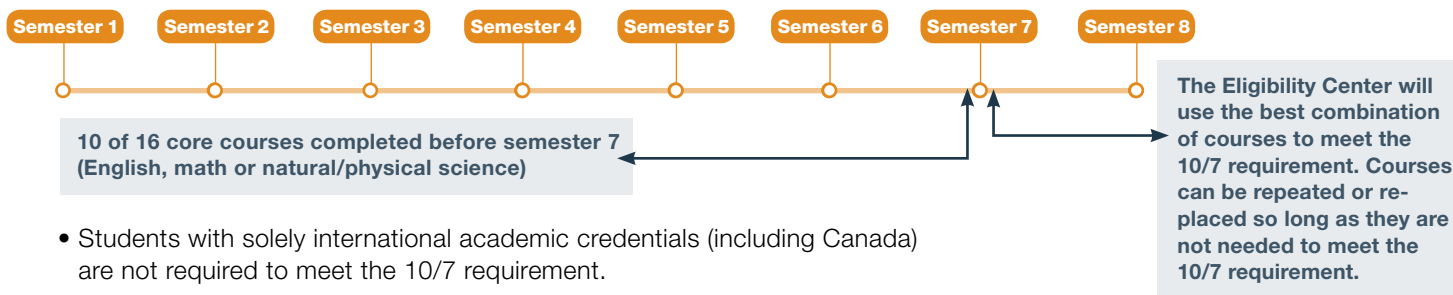 Semester 1
Semester 2
Semester 3
Semester 4
Semester 5
Semester 6
Semester 7
Semester 8
10 of 16 core courses completed before semester 7
(English, math or natural/physical science)
The Eligibility Center will
use the best combination
of courses to meet the
10/7 requirement. Courses
can be repeated or re-
placed so long as they are
not needed to meet the
10/7 requirement.
• Students with solely international academic credentials (including Canada)
are not required to meet the 10/7 requirement.